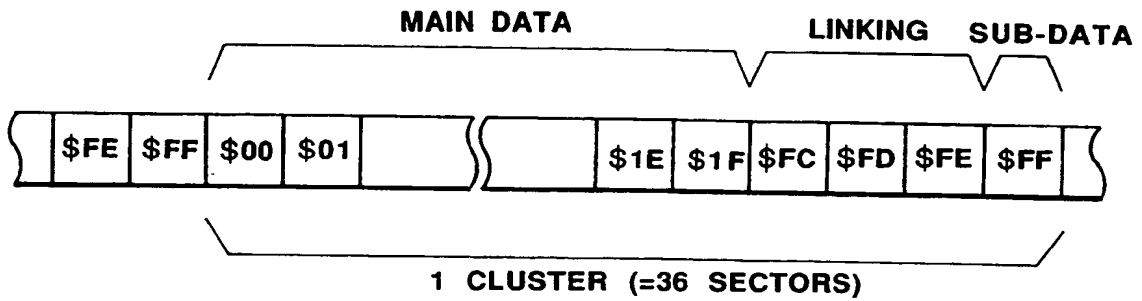 MAIN DATA LINKING SUB-DATA
$FE $FF $00 $01 $1E $1F $FC $FD $FE $FF
1 CLUSTER (=36 SECTORS)